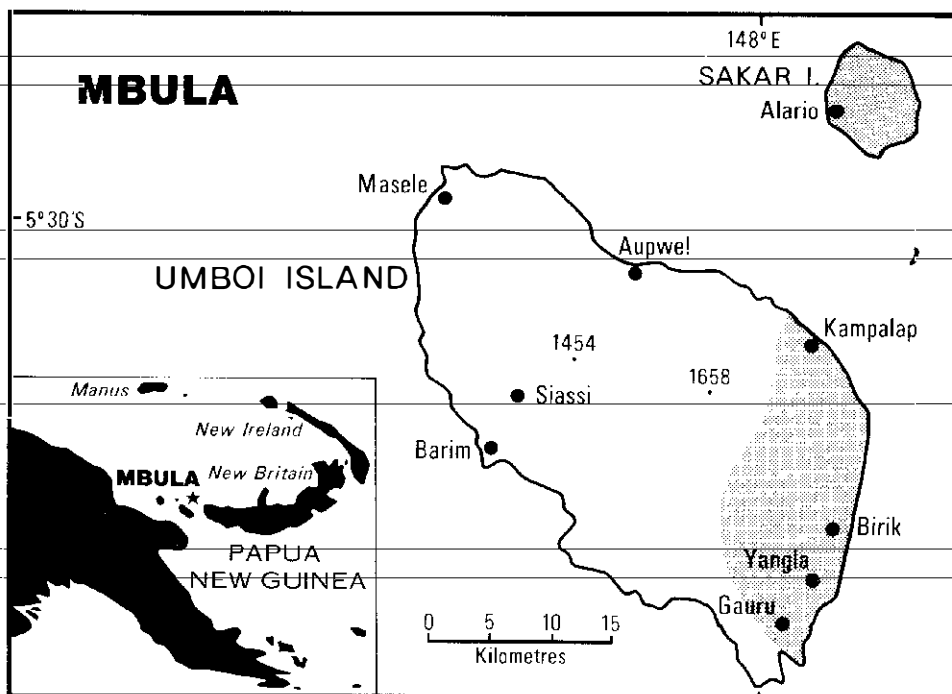 MBULA
148° E
SAKAR I.
Alario
Masele
5° 30'S
Aupwel
UMBOI ISLAND
Kampalap
1454
1658
Siassi
Barim
Birik
Yangla
Gauru
0 5 10 15
Kilometres
Manus
New Ireland
MBULA
New Britain
PAPUA
NEW GUINEA